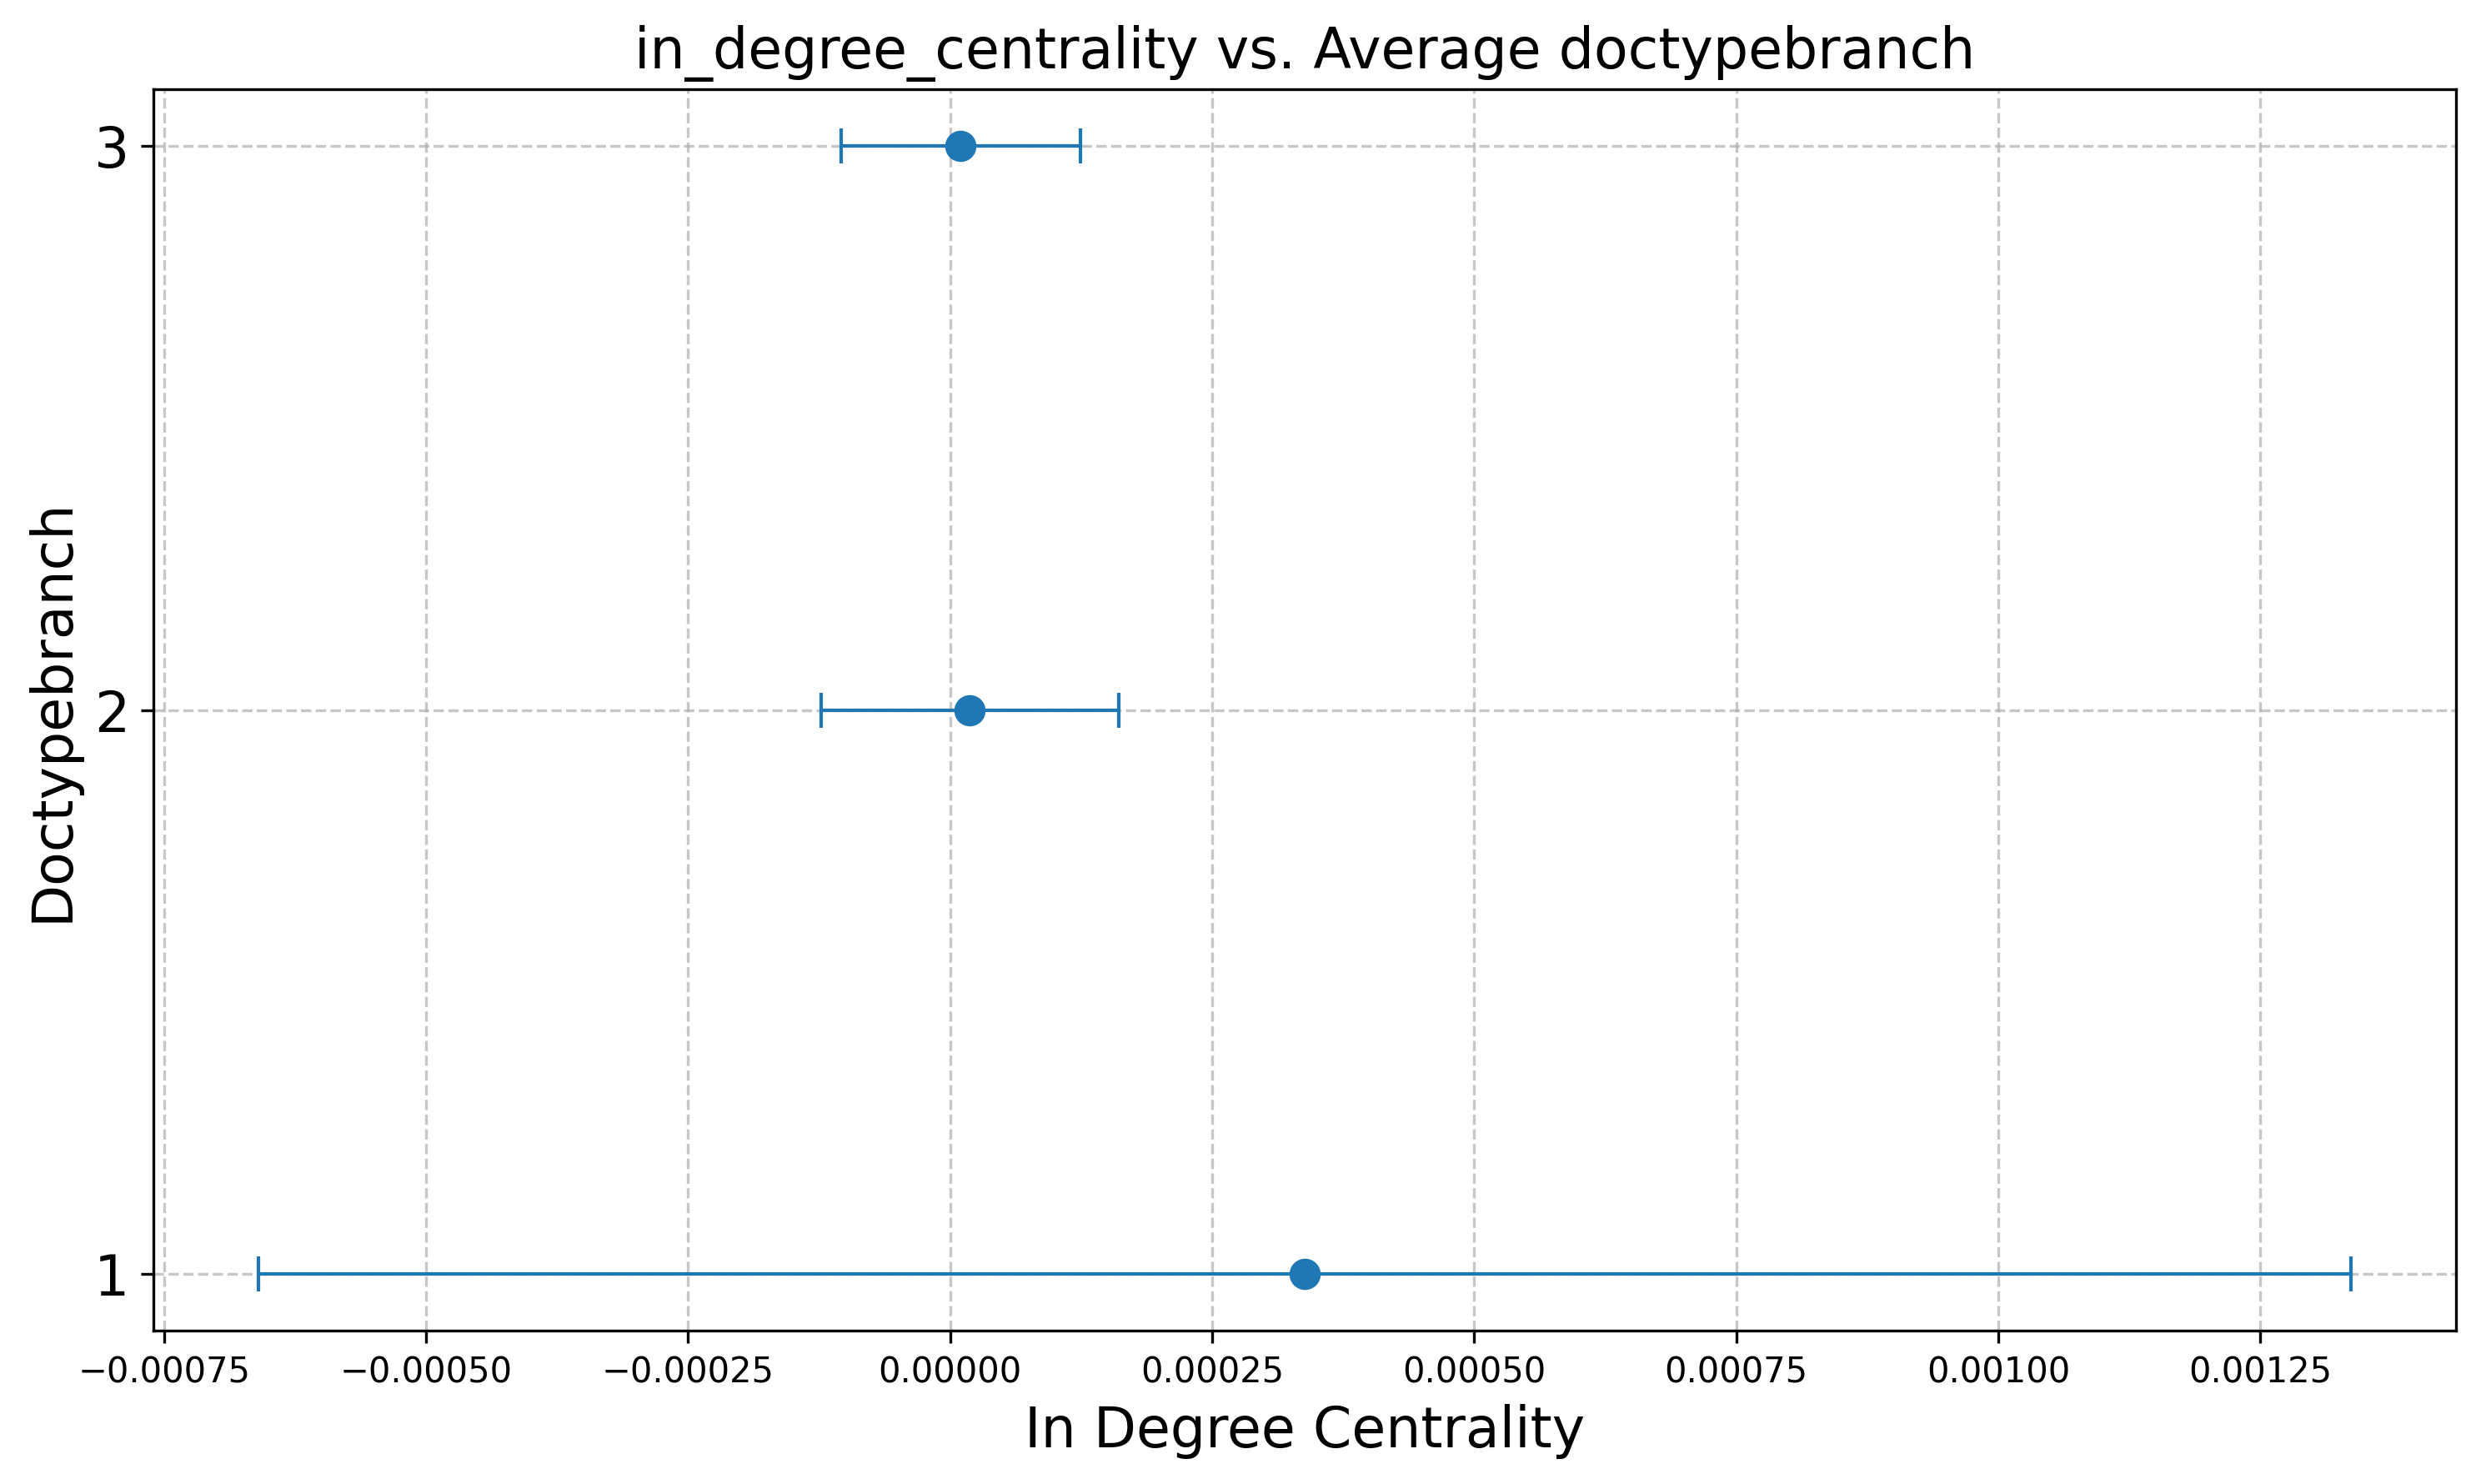 in_degree_centrality vs. Average doctypebranch
3
2
1
Doctypebranch
−0.00075 −0.00050 −0.00025 0.00000 0.00025 0.00050 0.00075 0.00100 0.00125
In Degree Centrality